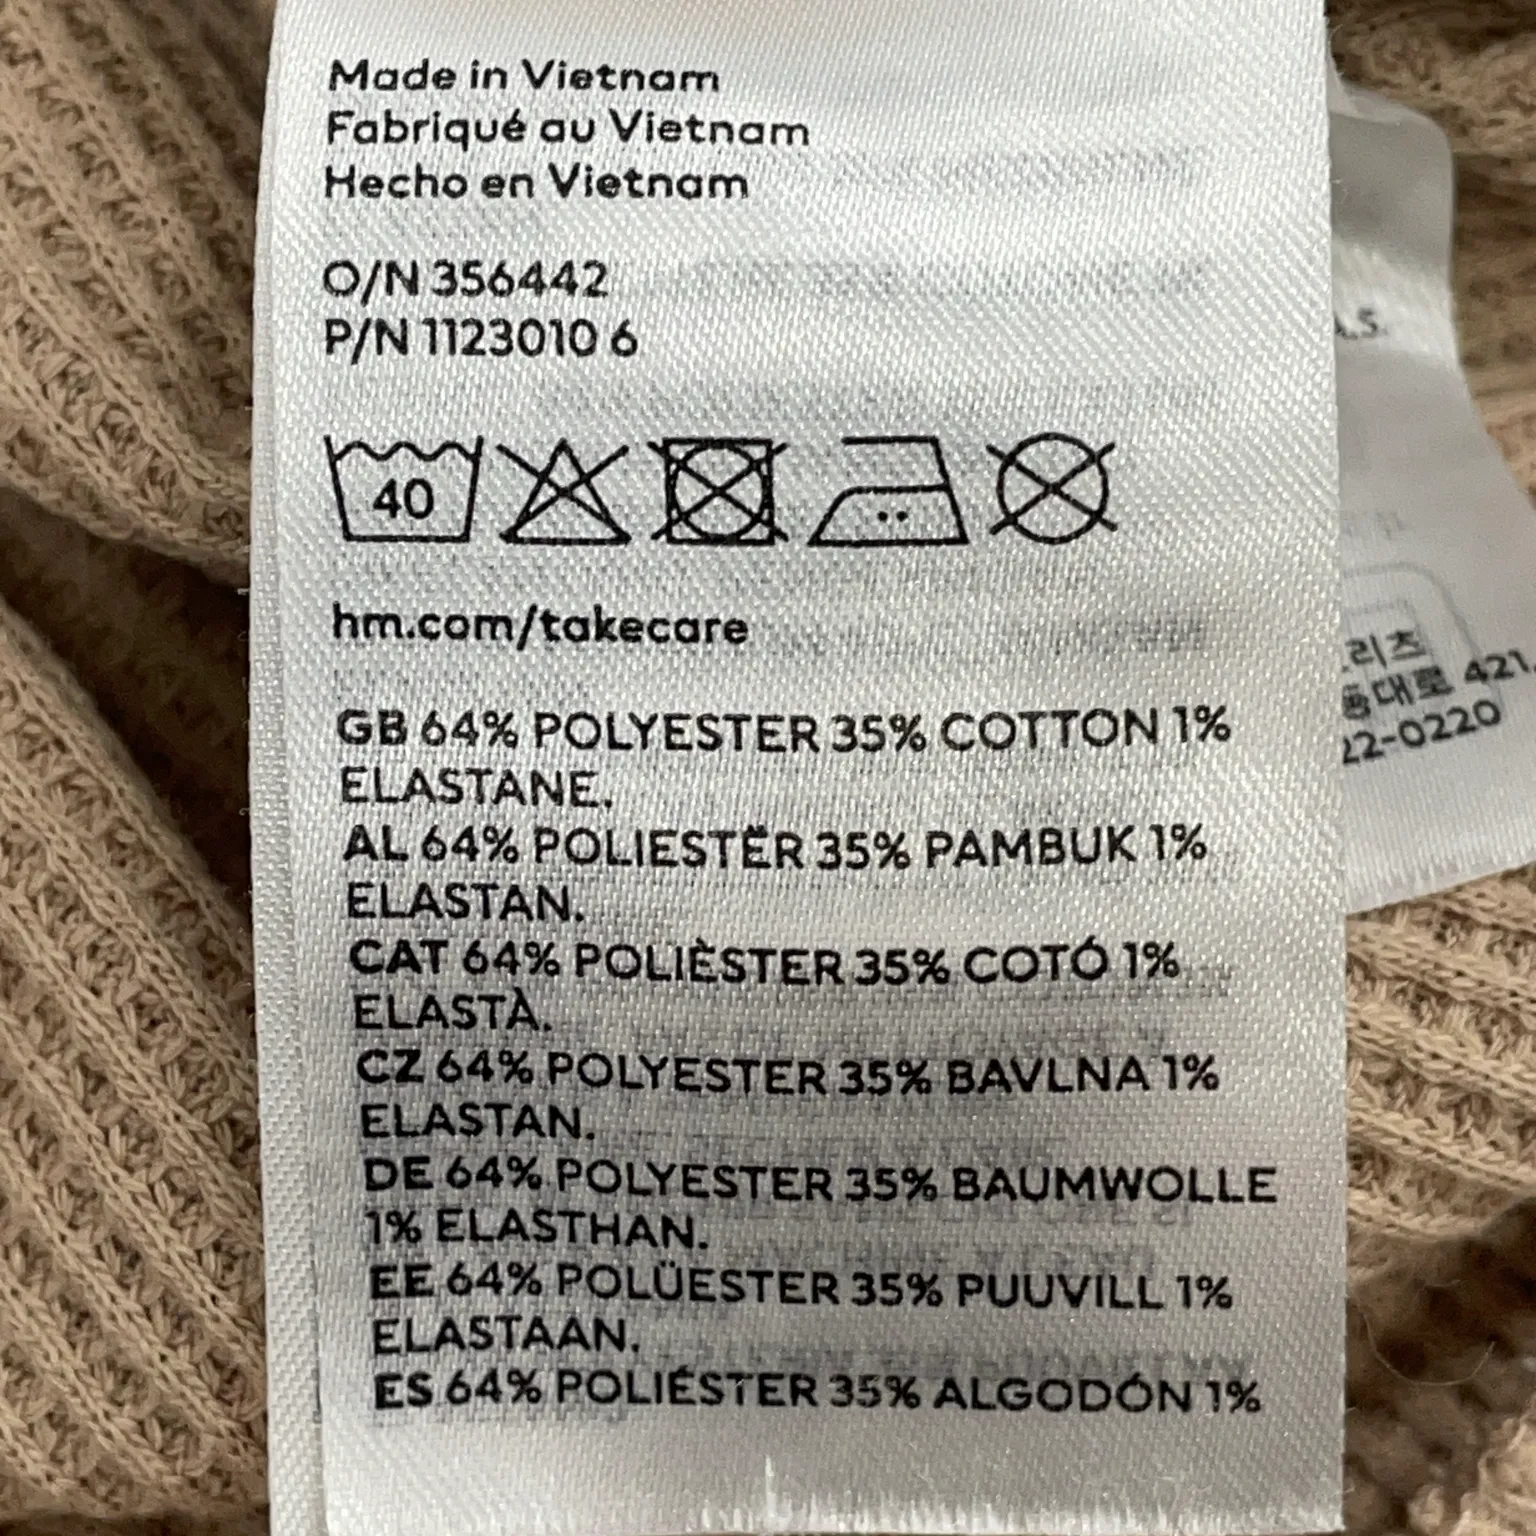 Made in Vietnam
Fabriqué au Vietnam
Hecho en Vietnam
O/N 356442
P/N 1123010 6
40
hm.com/takecare
GB 64% POLYESTER 35% COTTON 1%
ELASTANE.
AL 64% POLIESTËR 35% PAMBUK 1%
ELASTAN.
CAT 64% POLIÈSTER 35% COTÓ 1%
ELASTÀ.
CZ 64% POLYESTER 35% BAVLNA 1%
ELASTAN.
DE 64% POLYESTER 35% BAUMWOLLE
1% ELASTHAN.
EE 64% POLÜESTER 35% PUUVILL 1%
ELASTAAN.
ES 64% POLIÉSTER 35% ALGODÓN 1%
리츠
대로 421,
22-0220